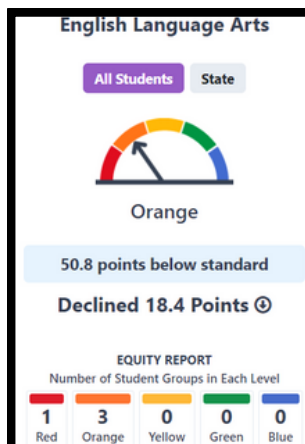 English Language Arts
All Students State
Orange
50.8 points below standard
Declined 18.4 Points
EQUITY REPORT
Number of Student Groups in Each Level
1 3 0 0 0
Red Orange Yellow Green Blue